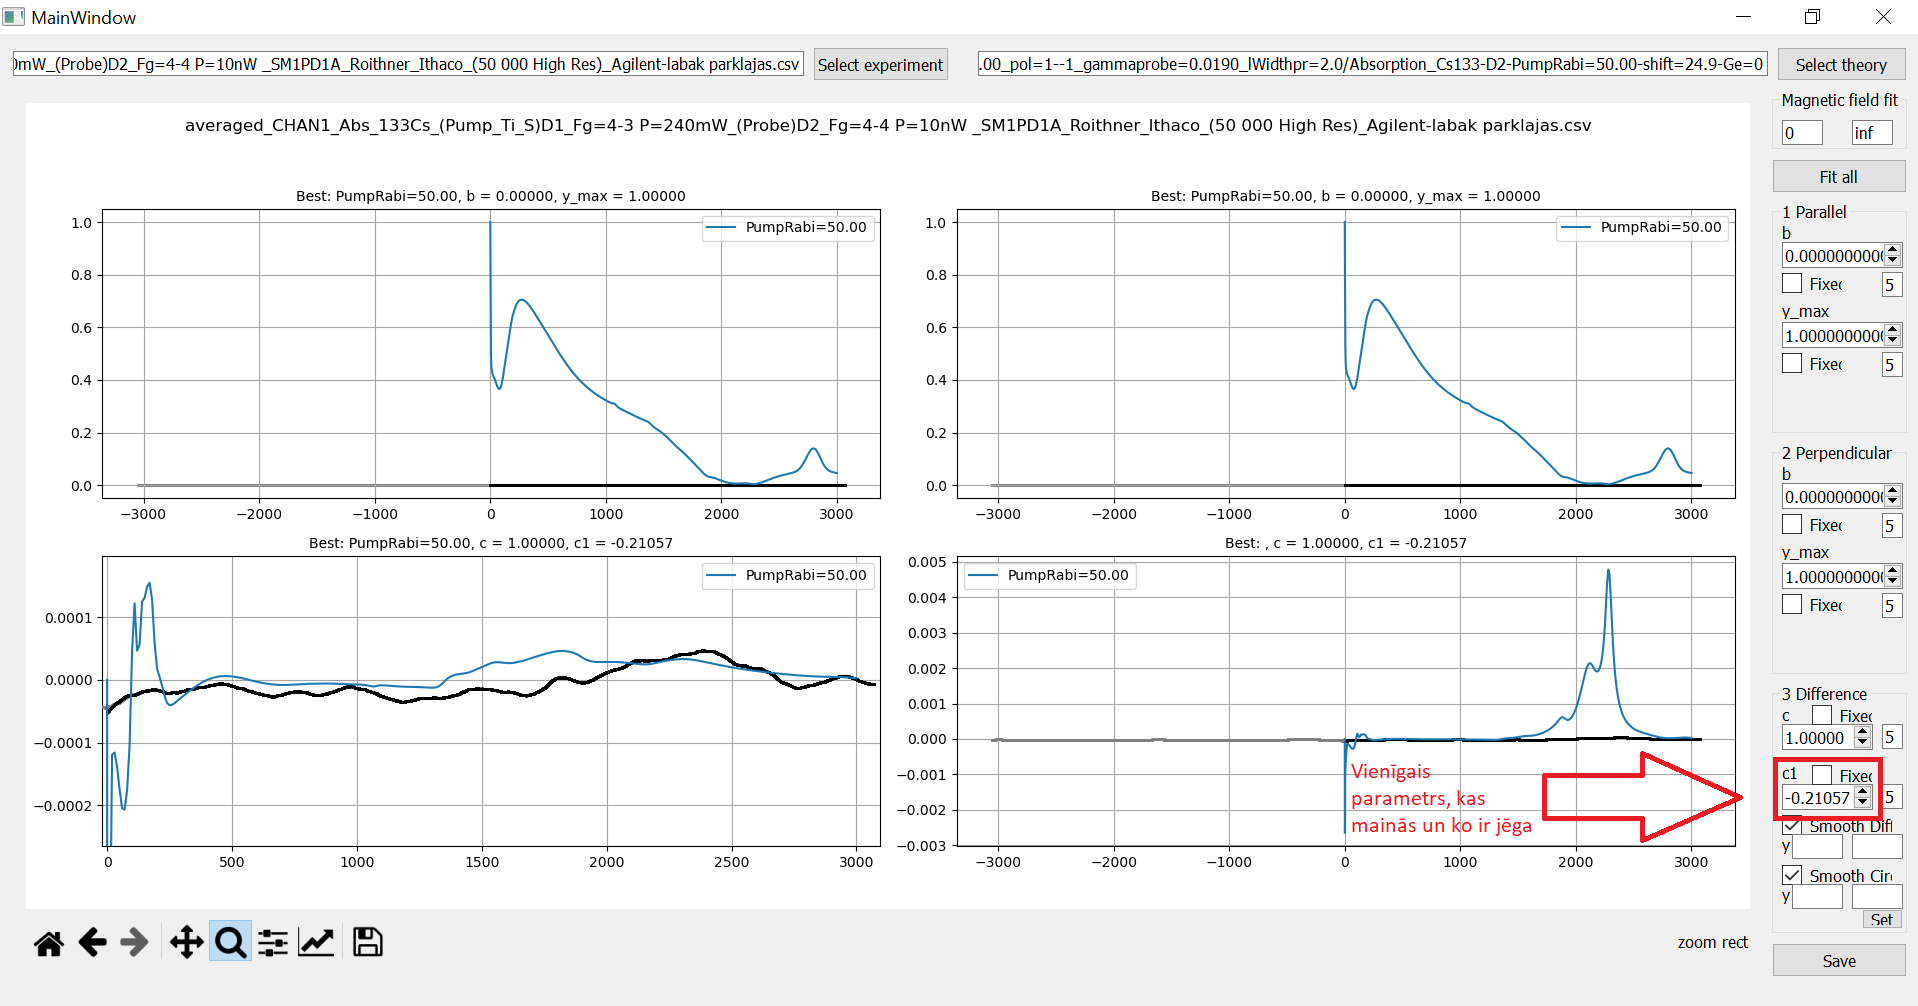 MainWindow
)mW_(Probe)D2_Fg=4-4 P=10nW _SM1PD1A_Roithner_Ithaco_(50 000 High Res)_Agilent-labak parklajas.csv
Select experiment
.00_pol=1--1_gammaprobe=0.0190_lWidthpr=2.0/Absorption_Cs133-D2-PumpRabi=50.00-shift=24.9-Ge=0
Select theory
averaged_CHAN1_Abs_133Cs_(Pump_Ti_S)D1_Fg=4-3 P=240mW_(Probe)D2_Fg=4-4 P=10nW _SM1PD1A_Roithner_Ithaco_(50 000 High Res)_Agilent-labak parklajas.csv
Best: PumpRabi=50.00, b = 0.00000, y_max = 1.00000
PumpRabi=50.00
1.0
0.8
0.6
0.4
0.2
0.0
−3000 −2000 −1000 0 1000 2000 3000
Best: PumpRabi=50.00, b = 0.00000, y_max = 1.00000
PumpRabi=50.00
1.0
0.8
0.6
0.4
0.2
0.0
−3000 −2000 −1000 0 1000 2000 3000
Best: PumpRabi=50.00, c = 1.00000, c1 = -0.21057
PumpRabi=50.00
0.0001
0.0000
−0.0001
−0.0002
0 500 1000 1500 2000 2500 3000
Best: , c = 1.00000, c1 = -0.21057
PumpRabi=50.00
0.005
0.004
0.003
0.002
0.001
0.000
−0.001
−0.002
−0.003
−3000 −2000 −1000 0 1000 2000 3000
Vienīgais
parametrs, kas
mainās un ko ir jēga
Magnetic field fit
0 inf
Fit all
1 Parallel
b
0.000000000
Fixed 5
y_max
1.000000000
Fixed 5
2 Perpendicular
b
0.000000000
Fixed 5
y_max
1.000000000
Fixed 5
3 Difference
c Fixed
1.00000 5
c1 Fixed
-0.21057 5
Smooth Diff
y
Smooth Circ
y
Set
Save
zoom rect